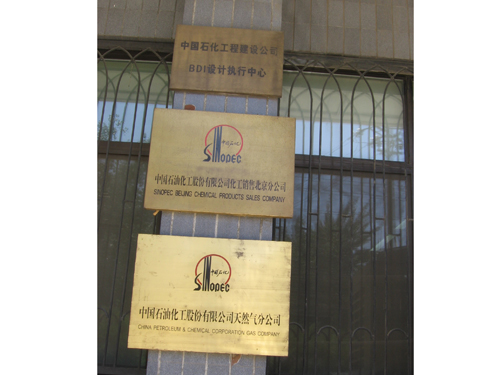 中国石化工程建设公司
BDI设计执行中心
中国石化
SINOPEC
中国石油化工股份有限公司化工销售北京分公司
SINOPEC BEIJING CHEMICAL PRODUCTS SALES COMPANY
中国石化
SINOPEC
中国石油化工股份有限公司天然气分公司
CHINA PETROLEUM & CHEMICAL CORPORATION GAS COMPANY